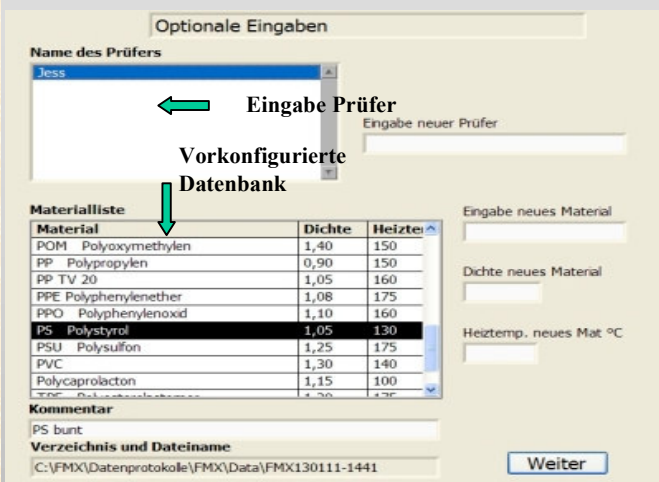 Optionale Eingaben
Name des Prüfers
Jess
Eingabe Prüfer
Eingabe neuer Prüfer
Vorkonfigurierte
Datenbank
Materialliste
Eingabe neues Material
Material Dichte Heizte
POM Polyoxymethylen 1,40 150
PP Polypropylen 0,90 150
PP TV 20 1,05 160
Dichte neues Material
PPE Polyphenylenether 1,08 175
PPO Polyphenylenoxid 1,10 160
PS Polystyrol 1,05 130
Heiztemp. neues Mat °C
PSU Polysulfon 1,25 175
PVC 1,30 140
Polycaprolacton 1,15 100
Kommentar
PS bunt
Verzeichnis und Dateiname
C:\FMX\Datenprotokolle\FMX\Data\FMX130111-1441
Weiter